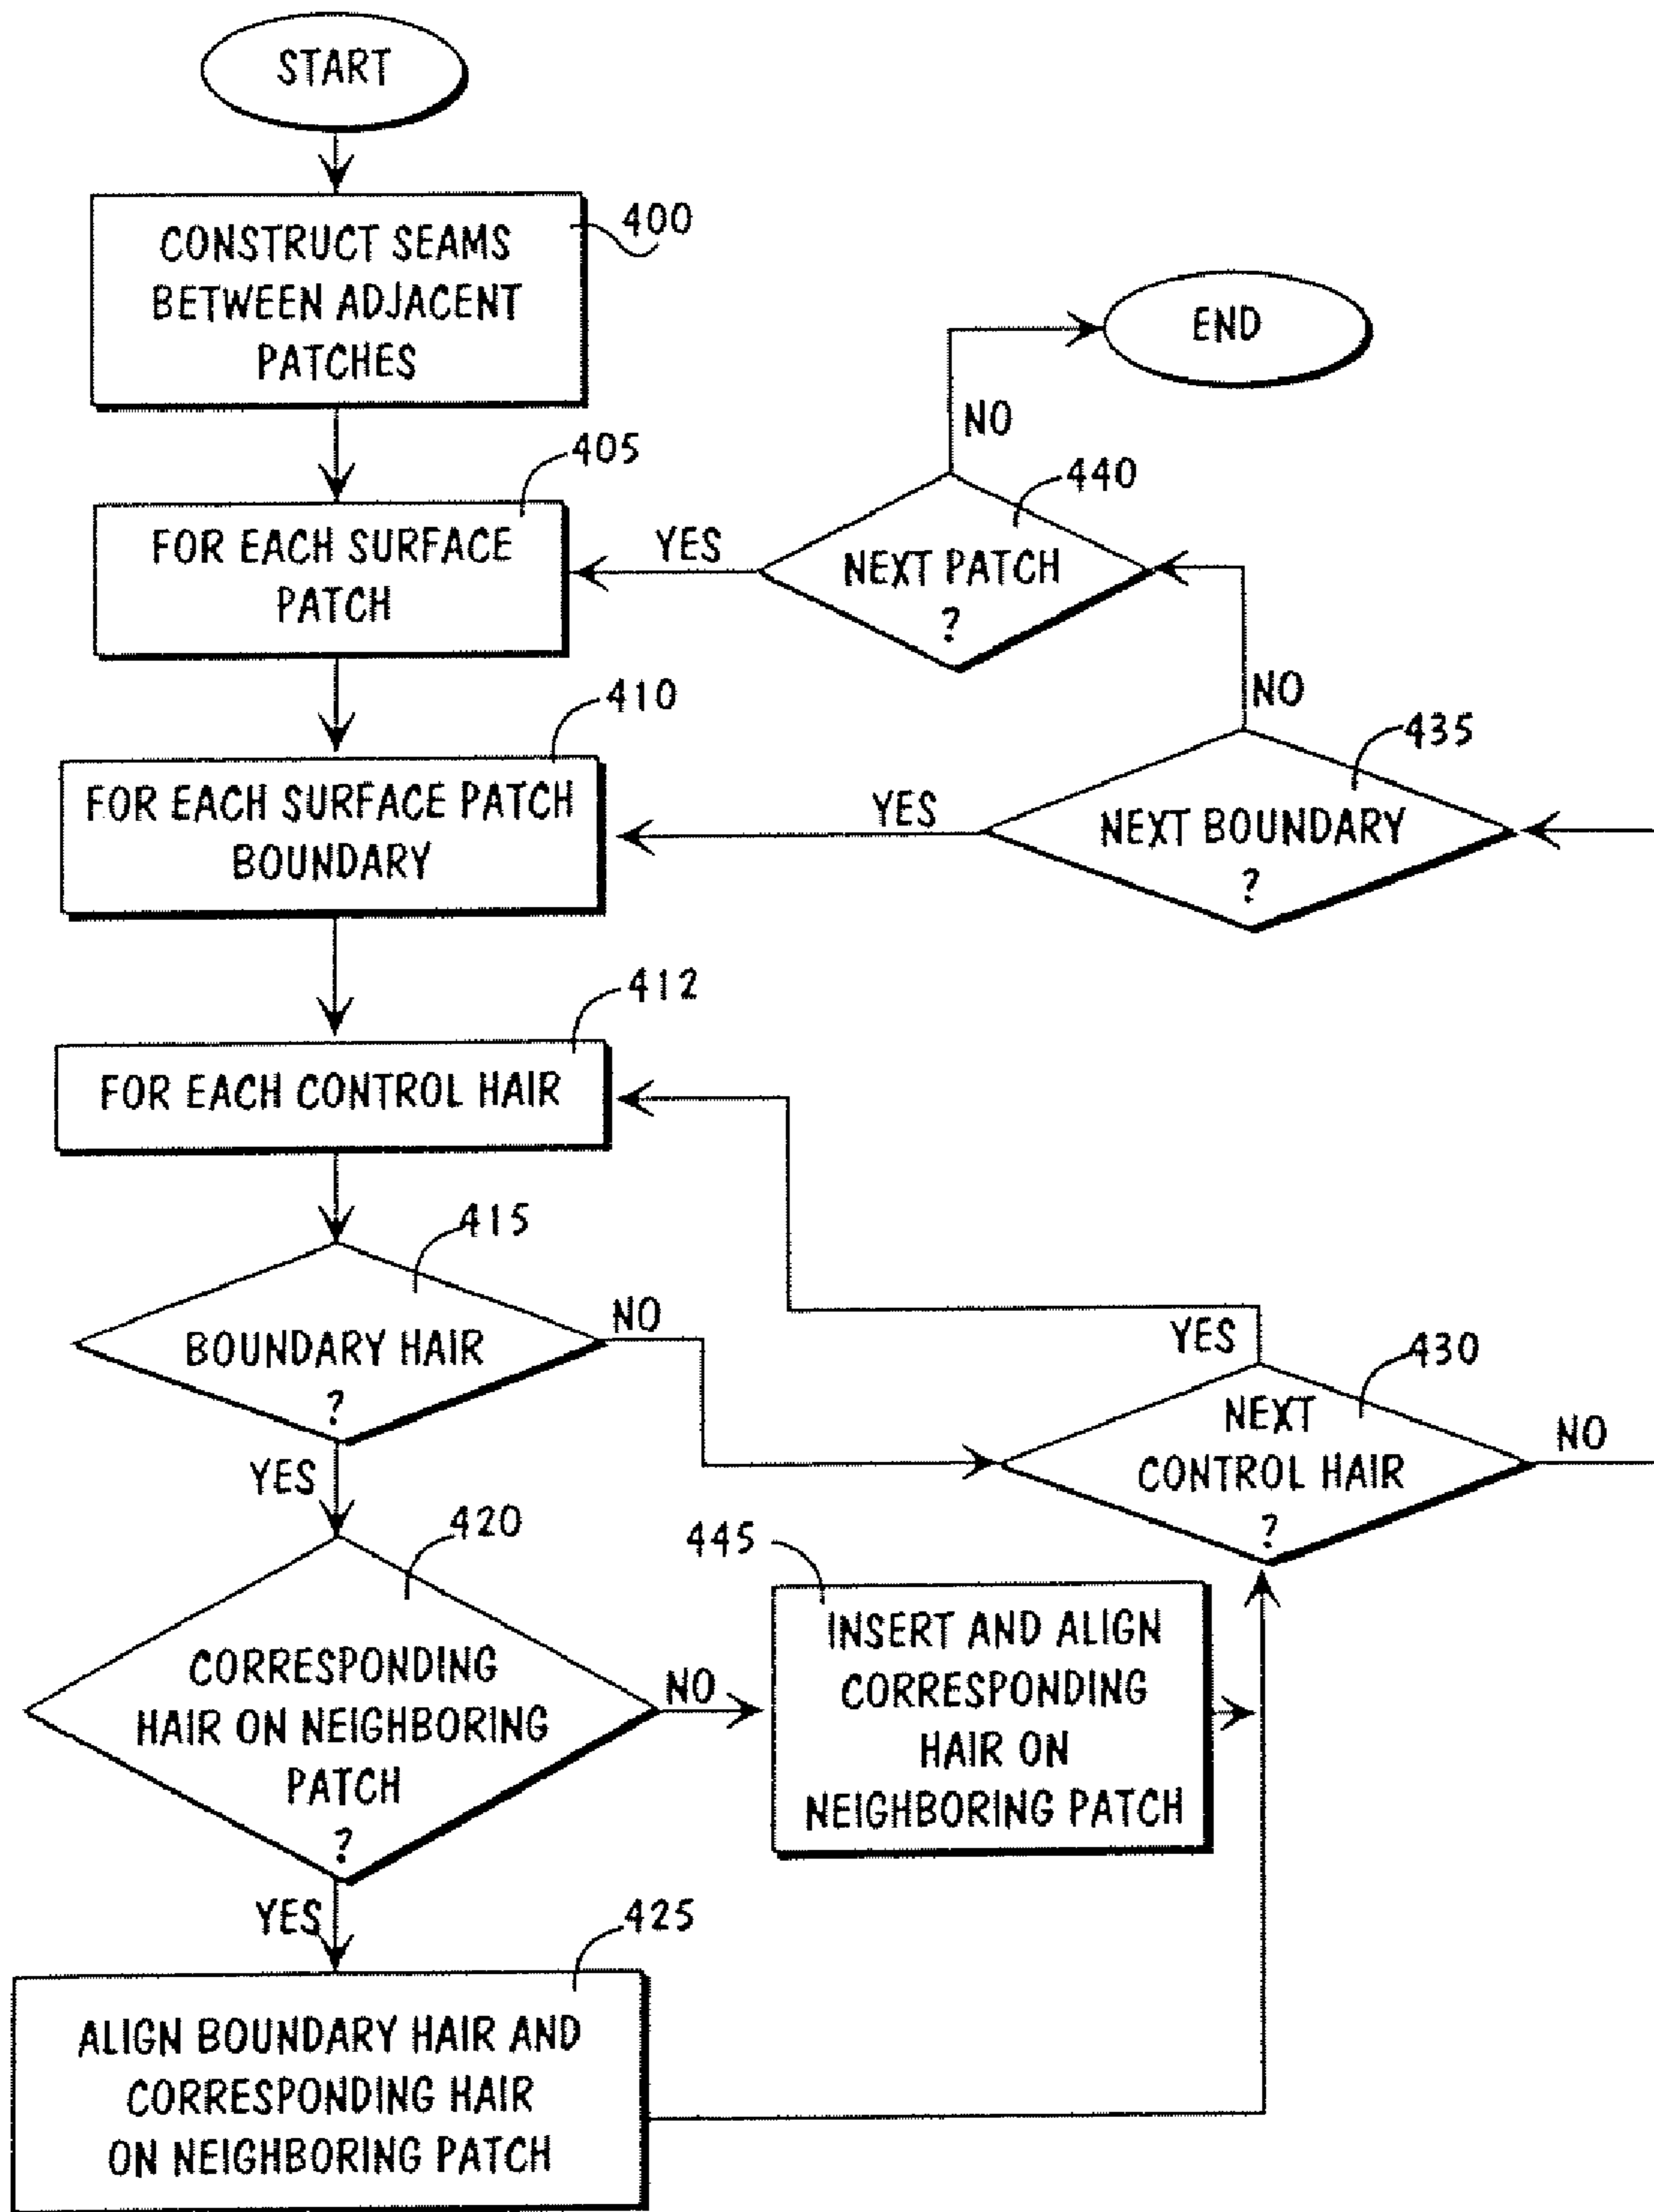 START
CONSTRUCT SEAMS
BETWEEN ADJACENT
PATCHES
400
END
NO
405
FOR EACH SURFACE
PATCH
YES
440
NEXT PATCH
?
NO
410
FOR EACH SURFACE PATCH
BOUNDARY
YES
435
NEXT BOUNDARY
?
412
FOR EACH CONTROL HAIR
415
BOUNDARY HAIR
?
NO
YES
YES
430
NEXT
CONTROL HAIR
?
NO
420
CORRESPONDING
HAIR ON NEIGHBORING
PATCH
?
NO
445
INSERT AND ALIGN
CORRESPONDING
HAIR ON
NEIGHBORING PATCH
YES
425
ALIGN BOUNDARY HAIR AND
CORRESPONDING HAIR
ON NEIGHBORING PATCH